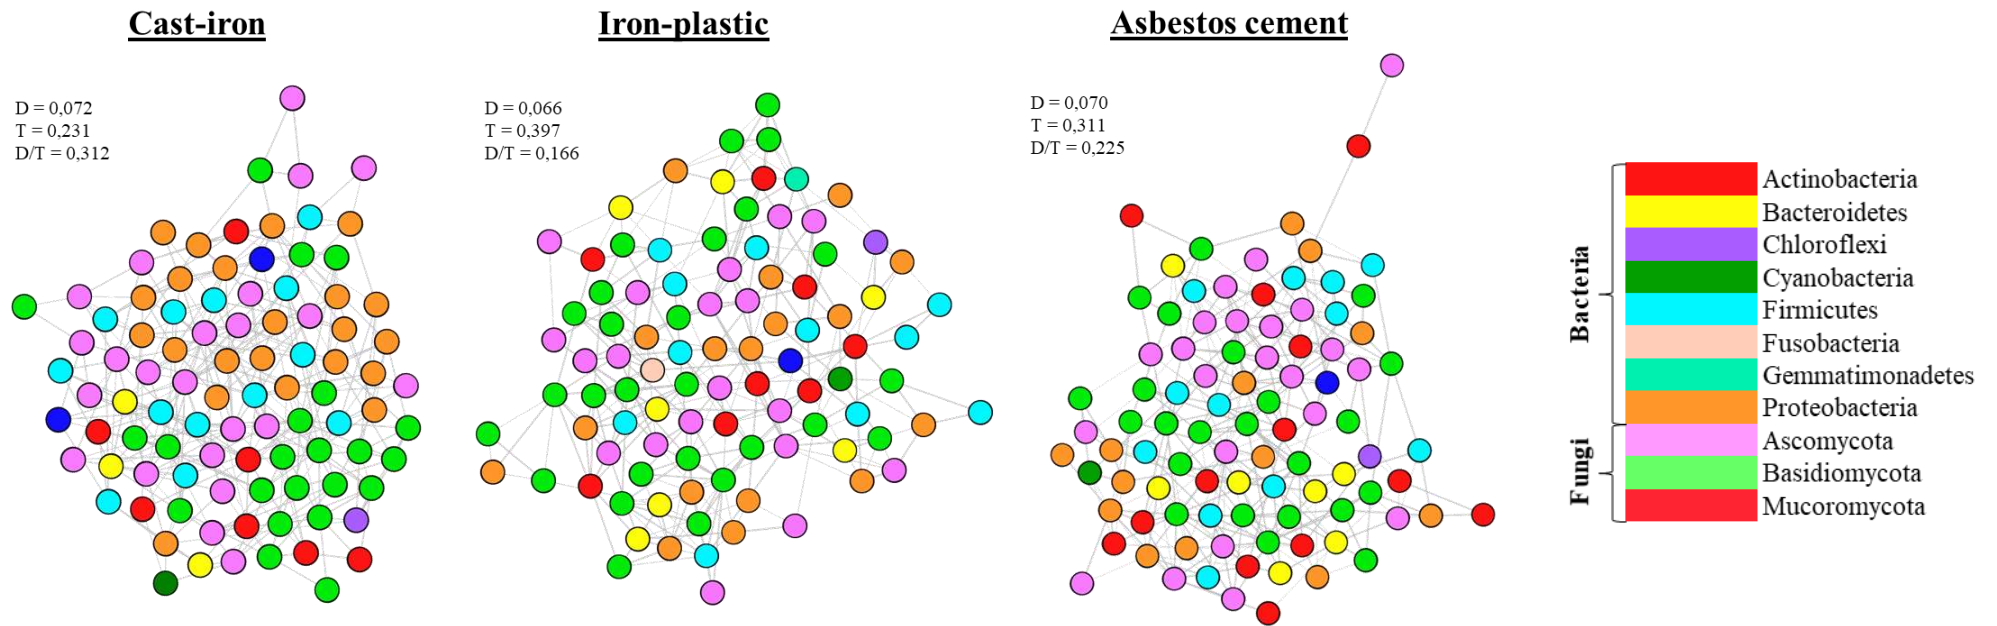 Cast-iron
D = 0,072
T = 0,231
D/T = 0,312
Iron-plastic
D = 0,066
T = 0,397
D/T = 0,166
Asbestos cement
D = 0,070
T = 0,311
D/T = 0,225
Bacteria
Actinobacteria
Bacteroidetes
Chloroflexi
Cyanobacteria
Firmicutes
Fusobacteria
Gemmatimonadetes
Proteobacteria
Fungi
Ascomycota
Basidiomycota
Mucoromycota